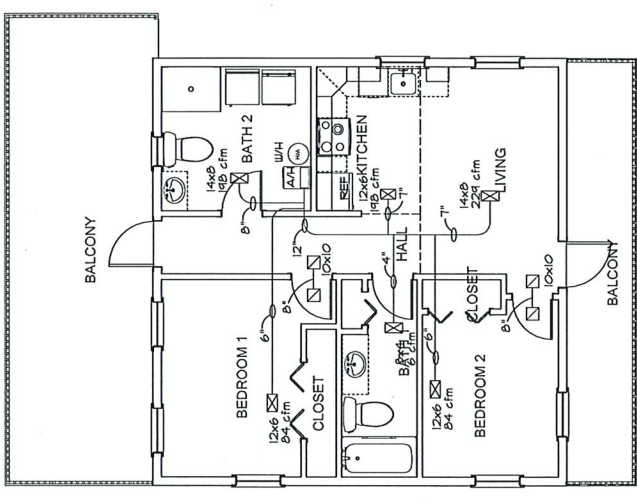 BALCONY
BATH 2
W/H
HW
A/H
14x8
198 cfm
8"
12"
KITCHEN
REF
12x6
198 cfm
7"
HALL
7"
14x8
229 cfm
LIVING
4"
10x10
8"
6"
BEDROOM 1
12x6
84 cfm
CLOSET
BATH
6 cfm
6"
12x6
84 cfm
BEDROOM 2
CLOSET
8"
10x10
BALCONY